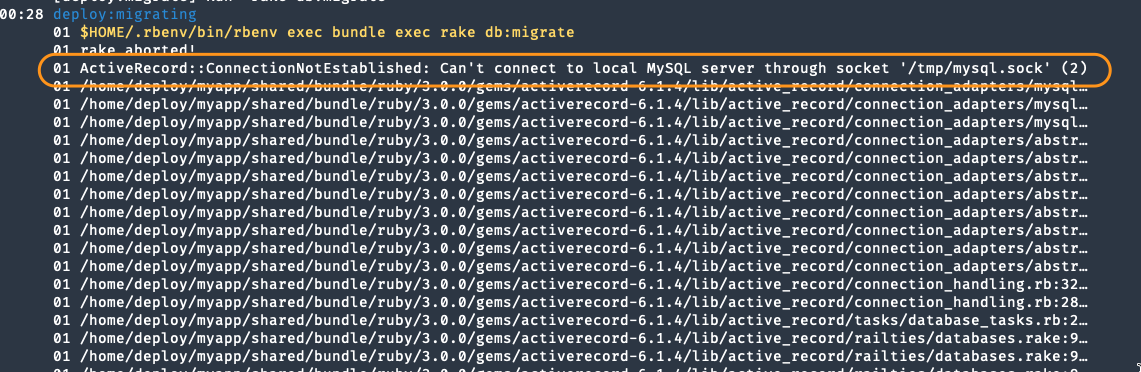 00:28 deploy:migrating
01 $HOME/.rbenv/bin/rbenv exec bundle exec rake db:migrate
01 rake aborted!
01 ActiveRecord::ConnectionNotEstablished: Can't connect to local MySQL server through socket '/tmp/mysql.sock' (2)
01 /home/deploy/myapp/shared/bundle/ruby/3.0.0/gems/activerecord-6.1.4/lib/active_record/connection_adapters/mysql…
01 /home/deploy/myapp/shared/bundle/ruby/3.0.0/gems/activerecord-6.1.4/lib/active_record/connection_adapters/mysql…
01 /home/deploy/myapp/shared/bundle/ruby/3.0.0/gems/activerecord-6.1.4/lib/active_record/connection_adapters/mysql…
01 /home/deploy/myapp/shared/bundle/ruby/3.0.0/gems/activerecord-6.1.4/lib/active_record/connection_adapters/abstr…
01 /home/deploy/myapp/shared/bundle/ruby/3.0.0/gems/activerecord-6.1.4/lib/active_record/connection_adapters/abstr…
01 /home/deploy/myapp/shared/bundle/ruby/3.0.0/gems/activerecord-6.1.4/lib/active_record/connection_adapters/abstr…
01 /home/deploy/myapp/shared/bundle/ruby/3.0.0/gems/activerecord-6.1.4/lib/active_record/connection_adapters/abstr…
01 /home/deploy/myapp/shared/bundle/ruby/3.0.0/gems/activerecord-6.1.4/lib/active_record/connection_adapters/abstr…
01 /home/deploy/myapp/shared/bundle/ruby/3.0.0/gems/activerecord-6.1.4/lib/active_record/connection_adapters/abstr…
01 /home/deploy/myapp/shared/bundle/ruby/3.0.0/gems/activerecord-6.1.4/lib/active_record/connection_adapters/abstr…
01 /home/deploy/myapp/shared/bundle/ruby/3.0.0/gems/activerecord-6.1.4/lib/active_record/connection_adapters/abstr…
01 /home/deploy/myapp/shared/bundle/ruby/3.0.0/gems/activerecord-6.1.4/lib/active_record/connection_handling.rb:32…
01 /home/deploy/myapp/shared/bundle/ruby/3.0.0/gems/activerecord-6.1.4/lib/active_record/connection_handling.rb:28…
01 /home/deploy/myapp/shared/bundle/ruby/3.0.0/gems/activerecord-6.1.4/lib/active_record/tasks/database_tasks.rb:2…
01 /home/deploy/myapp/shared/bundle/ruby/3.0.0/gems/activerecord-6.1.4/lib/active_record/railties/databases.rake:9…
01 /home/deploy/myapp/shared/bundle/ruby/3.0.0/gems/activerecord-6.1.4/lib/active_record/railties/databases.rake:9…